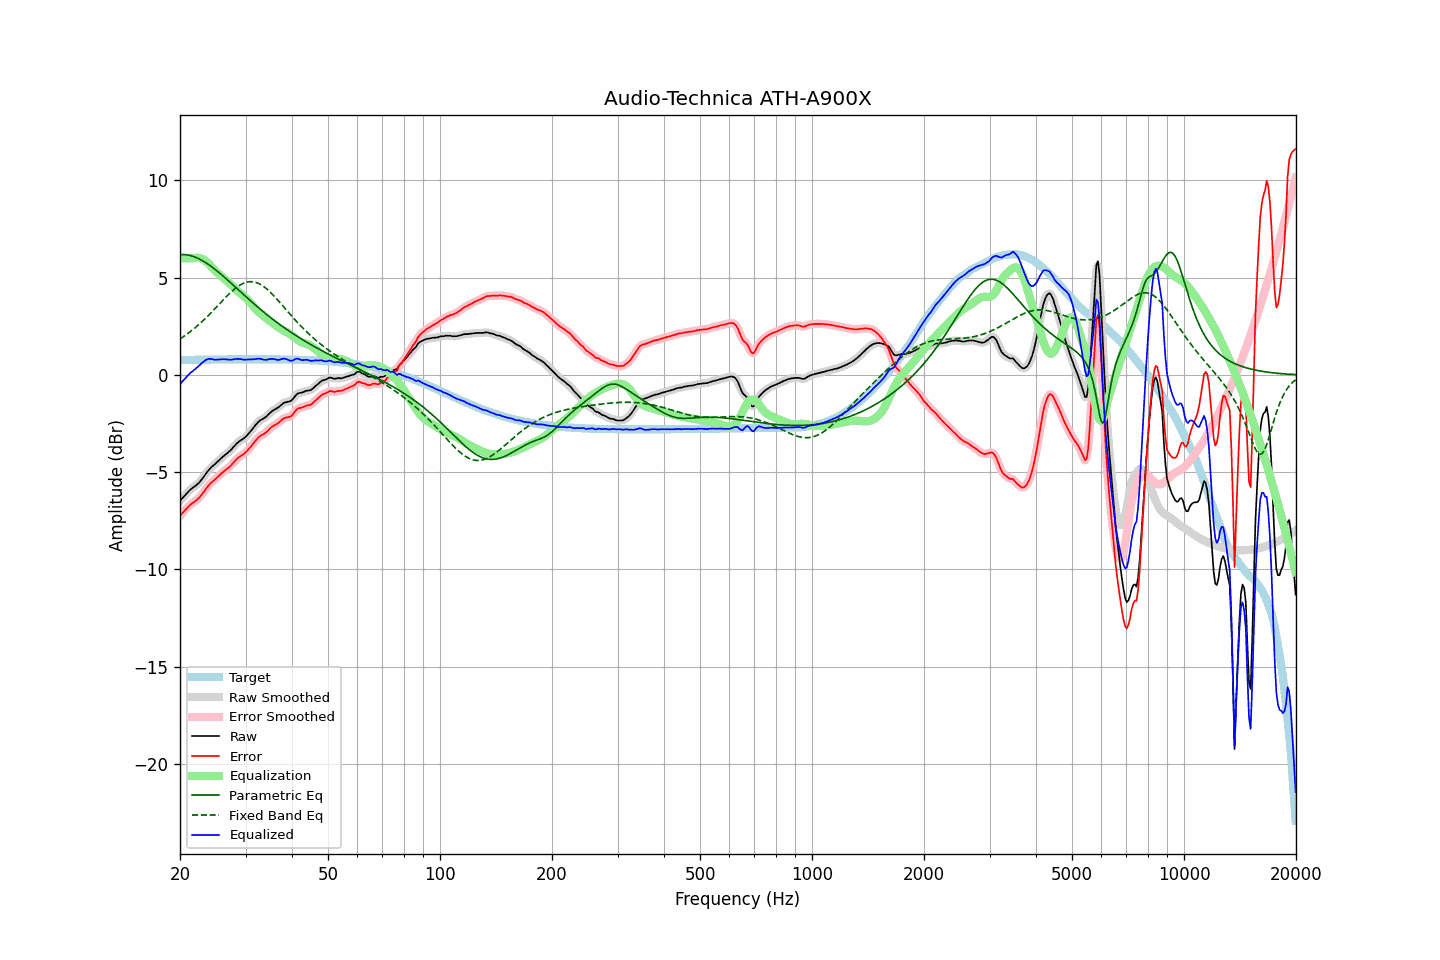 Audio-Technica ATH-A900X
Amplitude (dBr)
10
5
0
−5
−10
−15
−20
Target
Raw Smoothed
Error Smoothed
Raw
Error
Equalization
Parametric Eq
Fixed Band Eq
Equalized
20 50 100 200 500 1000 2000 5000 10000 20000
Frequency (Hz)